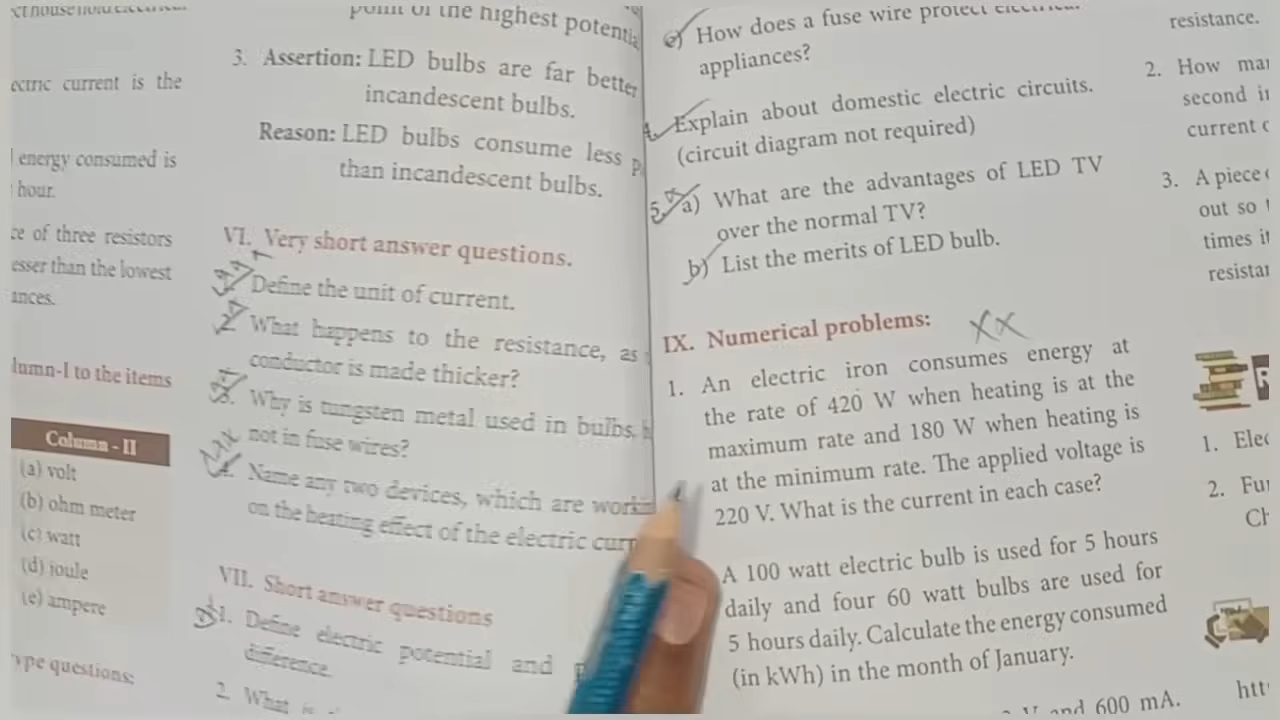 point of the highest
3. Assertion: LED bulbs are far better
incandescent bulbs.
Reason: LED bulbs consume less
than incandescent bulbs.
VI. Very short answer questions.
Define the unit of current.
2. What happens to the resistance, as
conductor is made thicker?
3. Why is tungsten metal used in bulbs,
not in fuse wires?
4. Name any two devices, which are
on the heating effect of the electric
VII. Short answer questions
1. Define electric potential and
difference.
2. What is
ectric current is the
energy consumed is
hour.
ce of three resistors
esser than the lowest
ances.
lumn-I to the items
Column - II
(a) volt
(b) ohm meter
(c) watt
(d) joule
(e) ampere
ype questions:
c) How does a fuse wire protect
appliances?
4. Explain about domestic electric circuits.
(circuit diagram not required)
5. a) What are the advantages of LED TV
over the normal TV?
b) List the merits of LED bulb.
IX. Numerical problems: XX
1. An electric iron consumes energy at
the rate of 420 W when heating is at the
maximum rate and 180 W when heating is
at the minimum rate. The applied voltage is
220 V. What is the current in each case?
A 100 watt electric bulb is used for 5 hours
daily and four 60 watt bulbs are used for
5 hours daily. Calculate the energy consumed
(in kWh) in the month of January.
V and 600 mA.
resistance.
2. How
second
current
3. A piece
out so
times
1.
2.